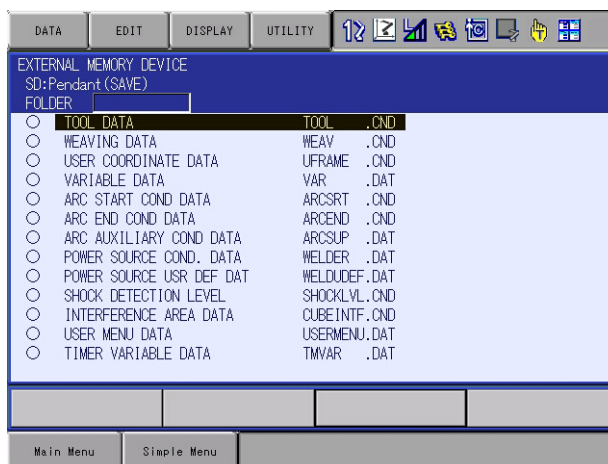 DATA EDIT DISPLAY UTILITY 12
EXTERNAL MEMORY DEVICE
SD:Pendant(SAVE)
FOLDER
TOOL DATA TOOL .CND
WEAVING DATA WEAV .CND
USER COORDINATE DATA UFRAME .CND
VARIABLE DATA VAR .DAT
ARC START COND DATA ARCSRT .CND
ARC END COND DATA ARCEND .CND
ARC AUXILIARY COND DATA ARCSUP .DAT
POWER SOURCE COND. DATA WELDER .DAT
POWER SOURCE USR DEF DAT WELDUDEF.DAT
SHOCK DETECTION LEVEL SHOCKLVL.CND
INTERFERENCE AREA DATA CUBEINTF.CND
USER MENU DATA USERMENU.DAT
TIMER VARIABLE DATA TMVAR .DAT
Main Menu Simple Menu